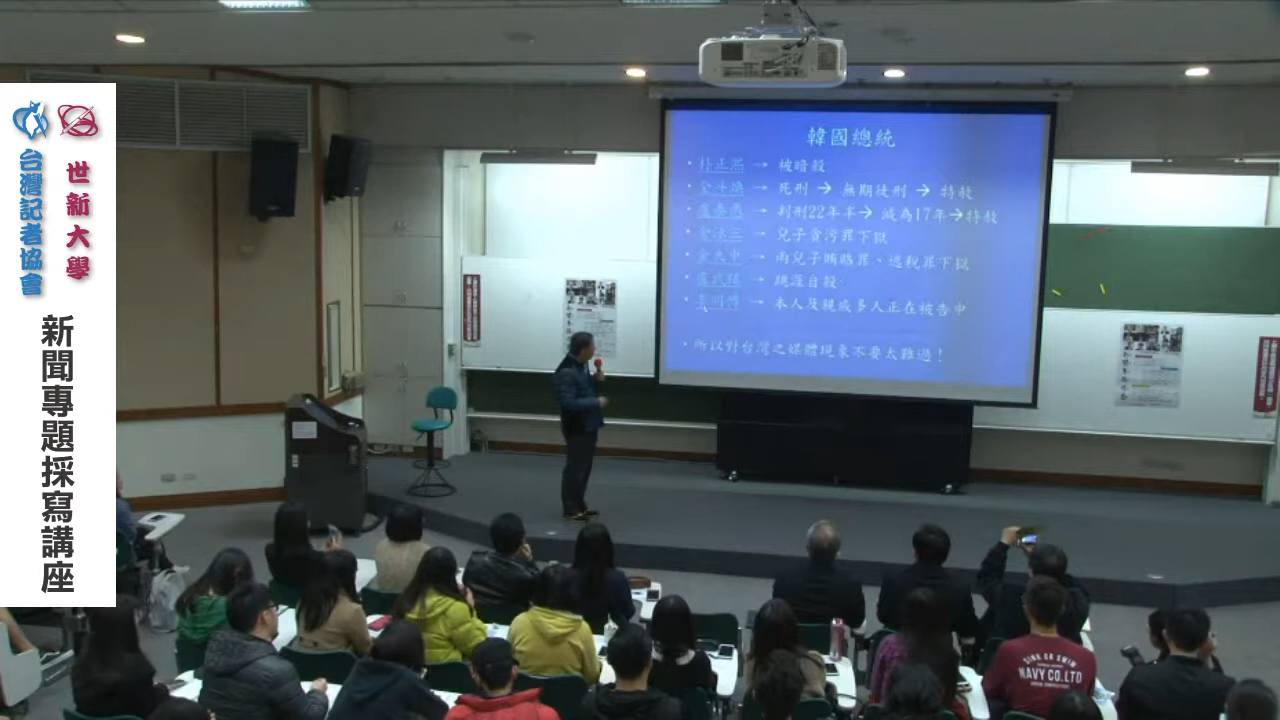 台灣記者協會
世新大學
新聞專題採寫講座
韓國總統
• 朴正熙 → 被暗殺
• 全斗煥 → 死刑 → 無期徒刑 → 特赦
• 盧泰愚 → 判刑22年半→ 減為17年→特赦
• 金泳三 → 兒子貪污罪下獄
• 金大中 → 兩兒子賄賂罪、逃稅罪下獄
• 盧武鉉 → 跳涯自殺
• 李明博 → 本人及親戚多人正在被告中
• 所以對台灣之媒體現象不要太難過！
NAVY CO.LTD